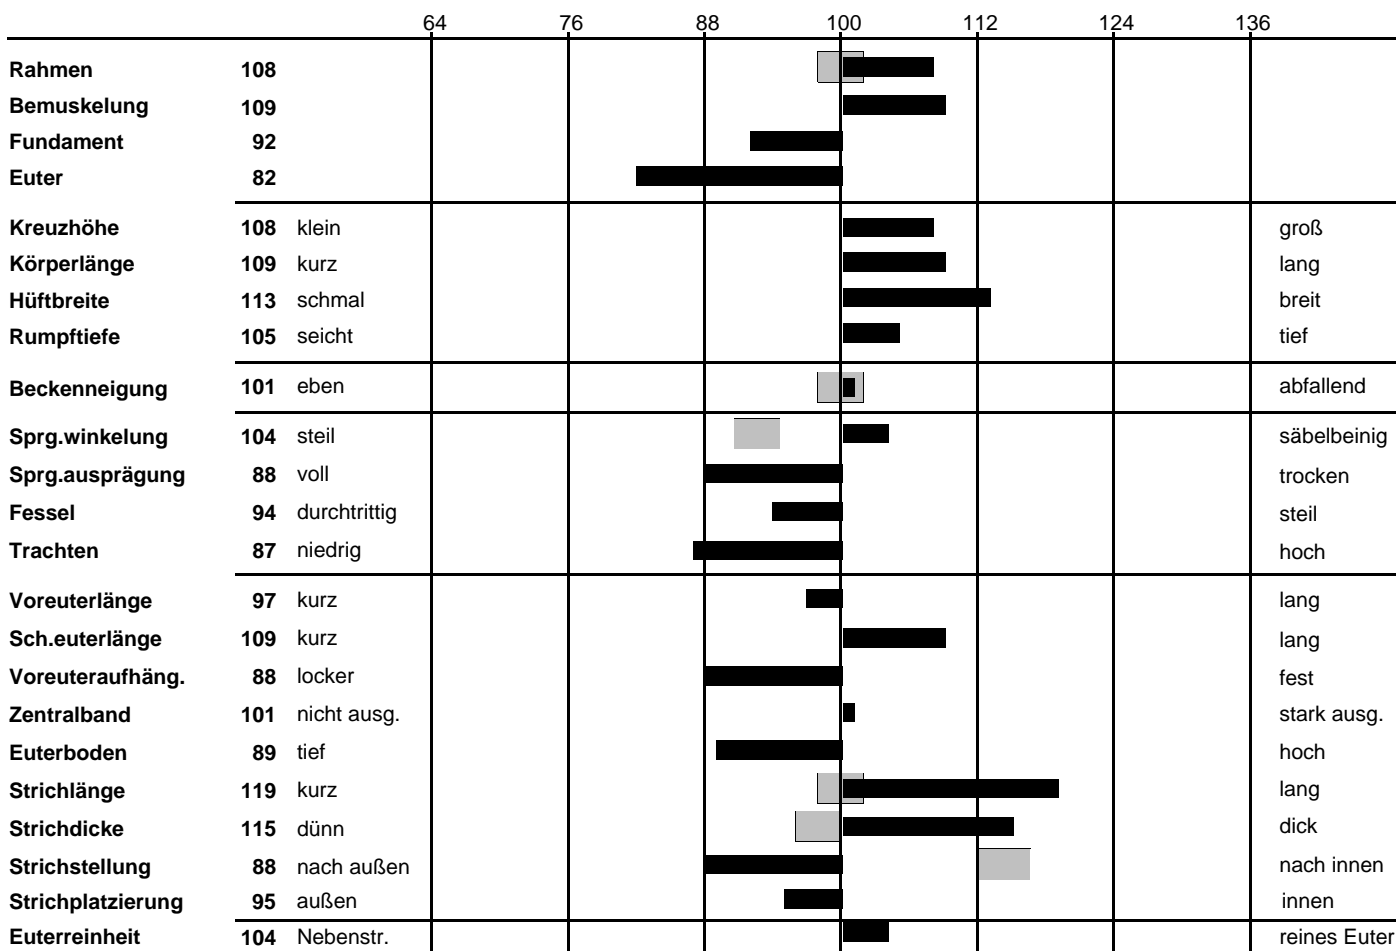 64 76 88 100 112 124 136
Rahmen 108
Bemuskelung 109
Fundament 92
Euter 82
Kreuzhöhe 108 klein groß
Körperlänge 109 kurz lang
Hüftbreite 113 schmal breit
Rumpftiefe 105 seicht tief
Beckenneigung 101 eben abfallend
Sprg.winkelung 104 steil säbelbeinig
Sprg.ausprägung 88 voll trocken
Fessel 94 durchtrittig steil
Trachten 87 niedrig hoch
Voreuterlänge 97 kurz lang
Sch.euterlänge 109 kurz lang
Voreuteraufhäng. 88 locker fest
Zentralband 101 nicht ausg. stark ausg.
Euterboden 89 tief hoch
Strichlänge 119 kurz lang
Strichdicke 115 dünn dick
Strichstellung 88 nach außen nach innen
Strichplatzierung 95 außen innen
Euterreinheit 104 Nebenstr. reines Euter